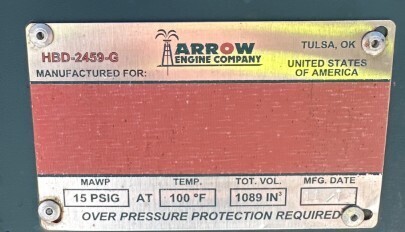 ARROW
ENGINE COMPANY
TULSA, OK
HBD-2459-G
UNITED STATES
OF AMERICA
MANUFACTURED FOR:
MAWP TEMP. TOT. VOL. MFG. DATE
15 PSIG AT 100 °F 1089 IN³
OVER PRESSURE PROTECTION REQUIRED